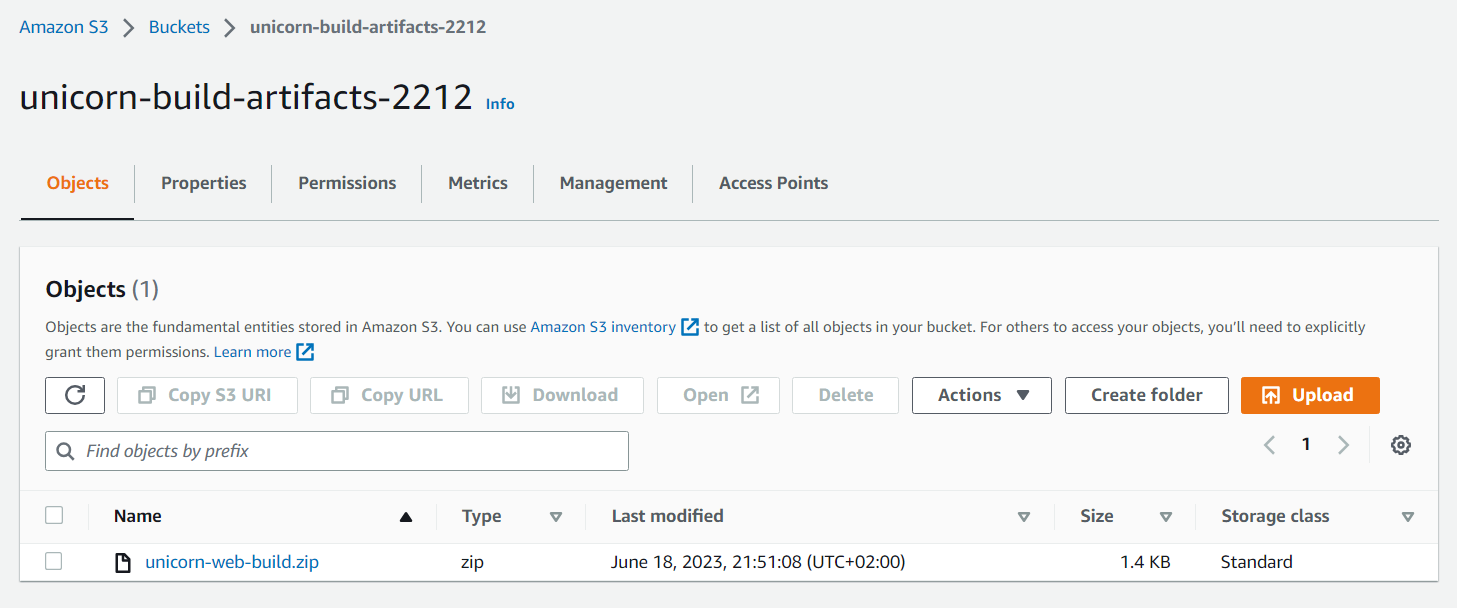 Amazon S3 > Buckets > unicorn-build-artifacts-2212
unicorn-build-artifacts-2212 Info
Objects Properties Permissions Metrics Management Access Points
Objects (1)
Objects are the fundamental entities stored in Amazon S3. You can use Amazon S3 inventory to get a list of all objects in your bucket. For others to access your objects, you'll need to explicitly
grant them permissions. Learn more
Copy S3 URI Copy URL Download Open Delete Actions Create folder Upload
Find objects by prefix 1
Name Type Last modified Size Storage class
unicorn-web-build.zip zip June 18, 2023, 21:51:08 (UTC+02:00) 1.4 KB Standard